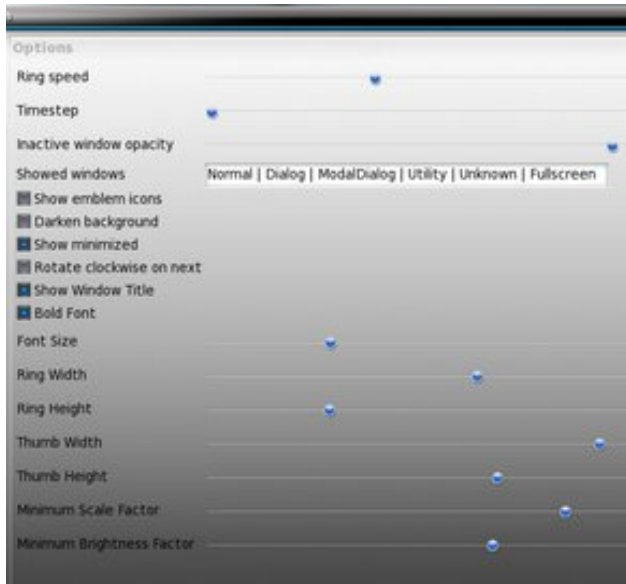 Options
Ring speed
Timestep
Inactive window opacity
Showed windows Normal | Dialog | ModalDialog | Utility | Unknown | Fullscreen
Show emblem icons
Darken background
Show minimized
Rotate clockwise on next
Show Window Title
Bold Font
Font Size
Ring Width
Ring Height
Thumb Width
Thumb Height
Minimum Scale Factor
Minimum Brightness Factor